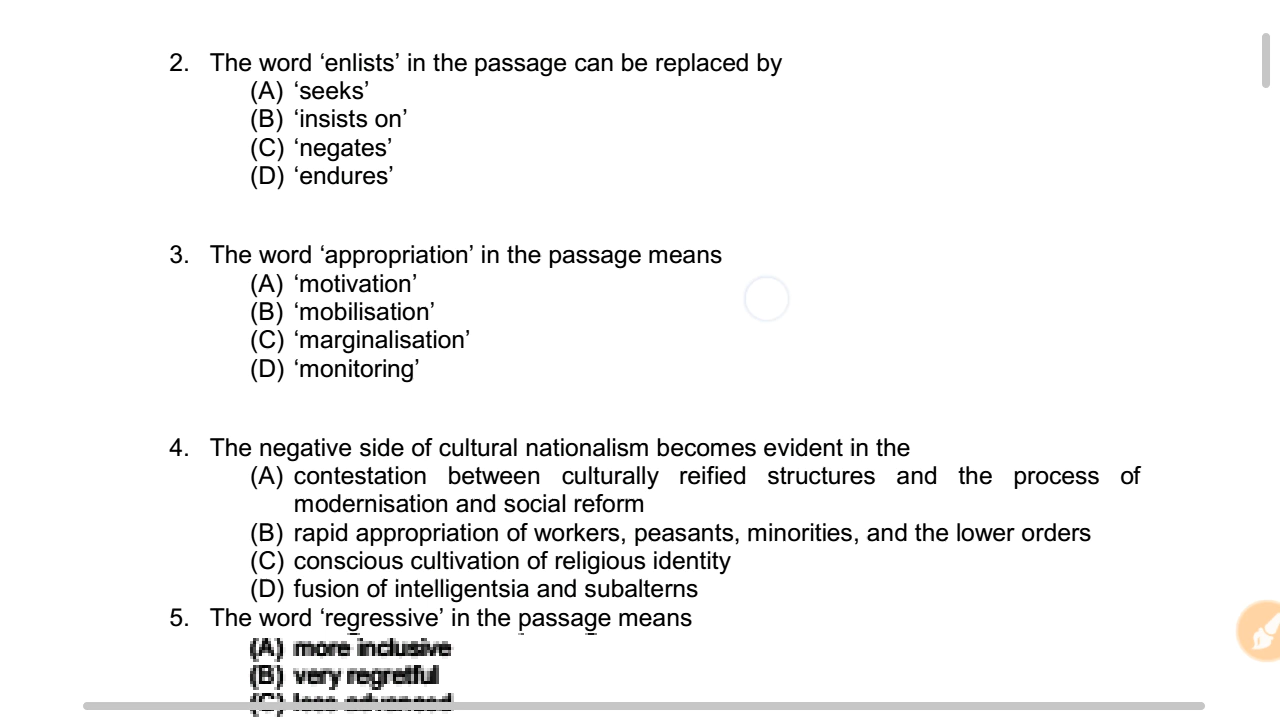 2. The word ‘enlists’ in the passage can be replaced by
(A) ‘seeks’
(B) ‘insists on’
(C) ‘negates’
(D) ‘endures’
3. The word ‘appropriation’ in the passage means
(A) ‘motivation’
(B) ‘mobilisation’
(C) ‘marginalisation’
(D) ‘monitoring’
4. The negative side of cultural nationalism becomes evident in the
(A) contestation between culturally reified structures and the process of
modernisation and social reform
(B) rapid appropriation of workers, peasants, minorities, and the lower orders
(C) conscious cultivation of religious identity
(D) fusion of intelligentsia and subalterns
5. The word ‘regressive’ in the passage means
(A) more inclusive
(B) very regretful